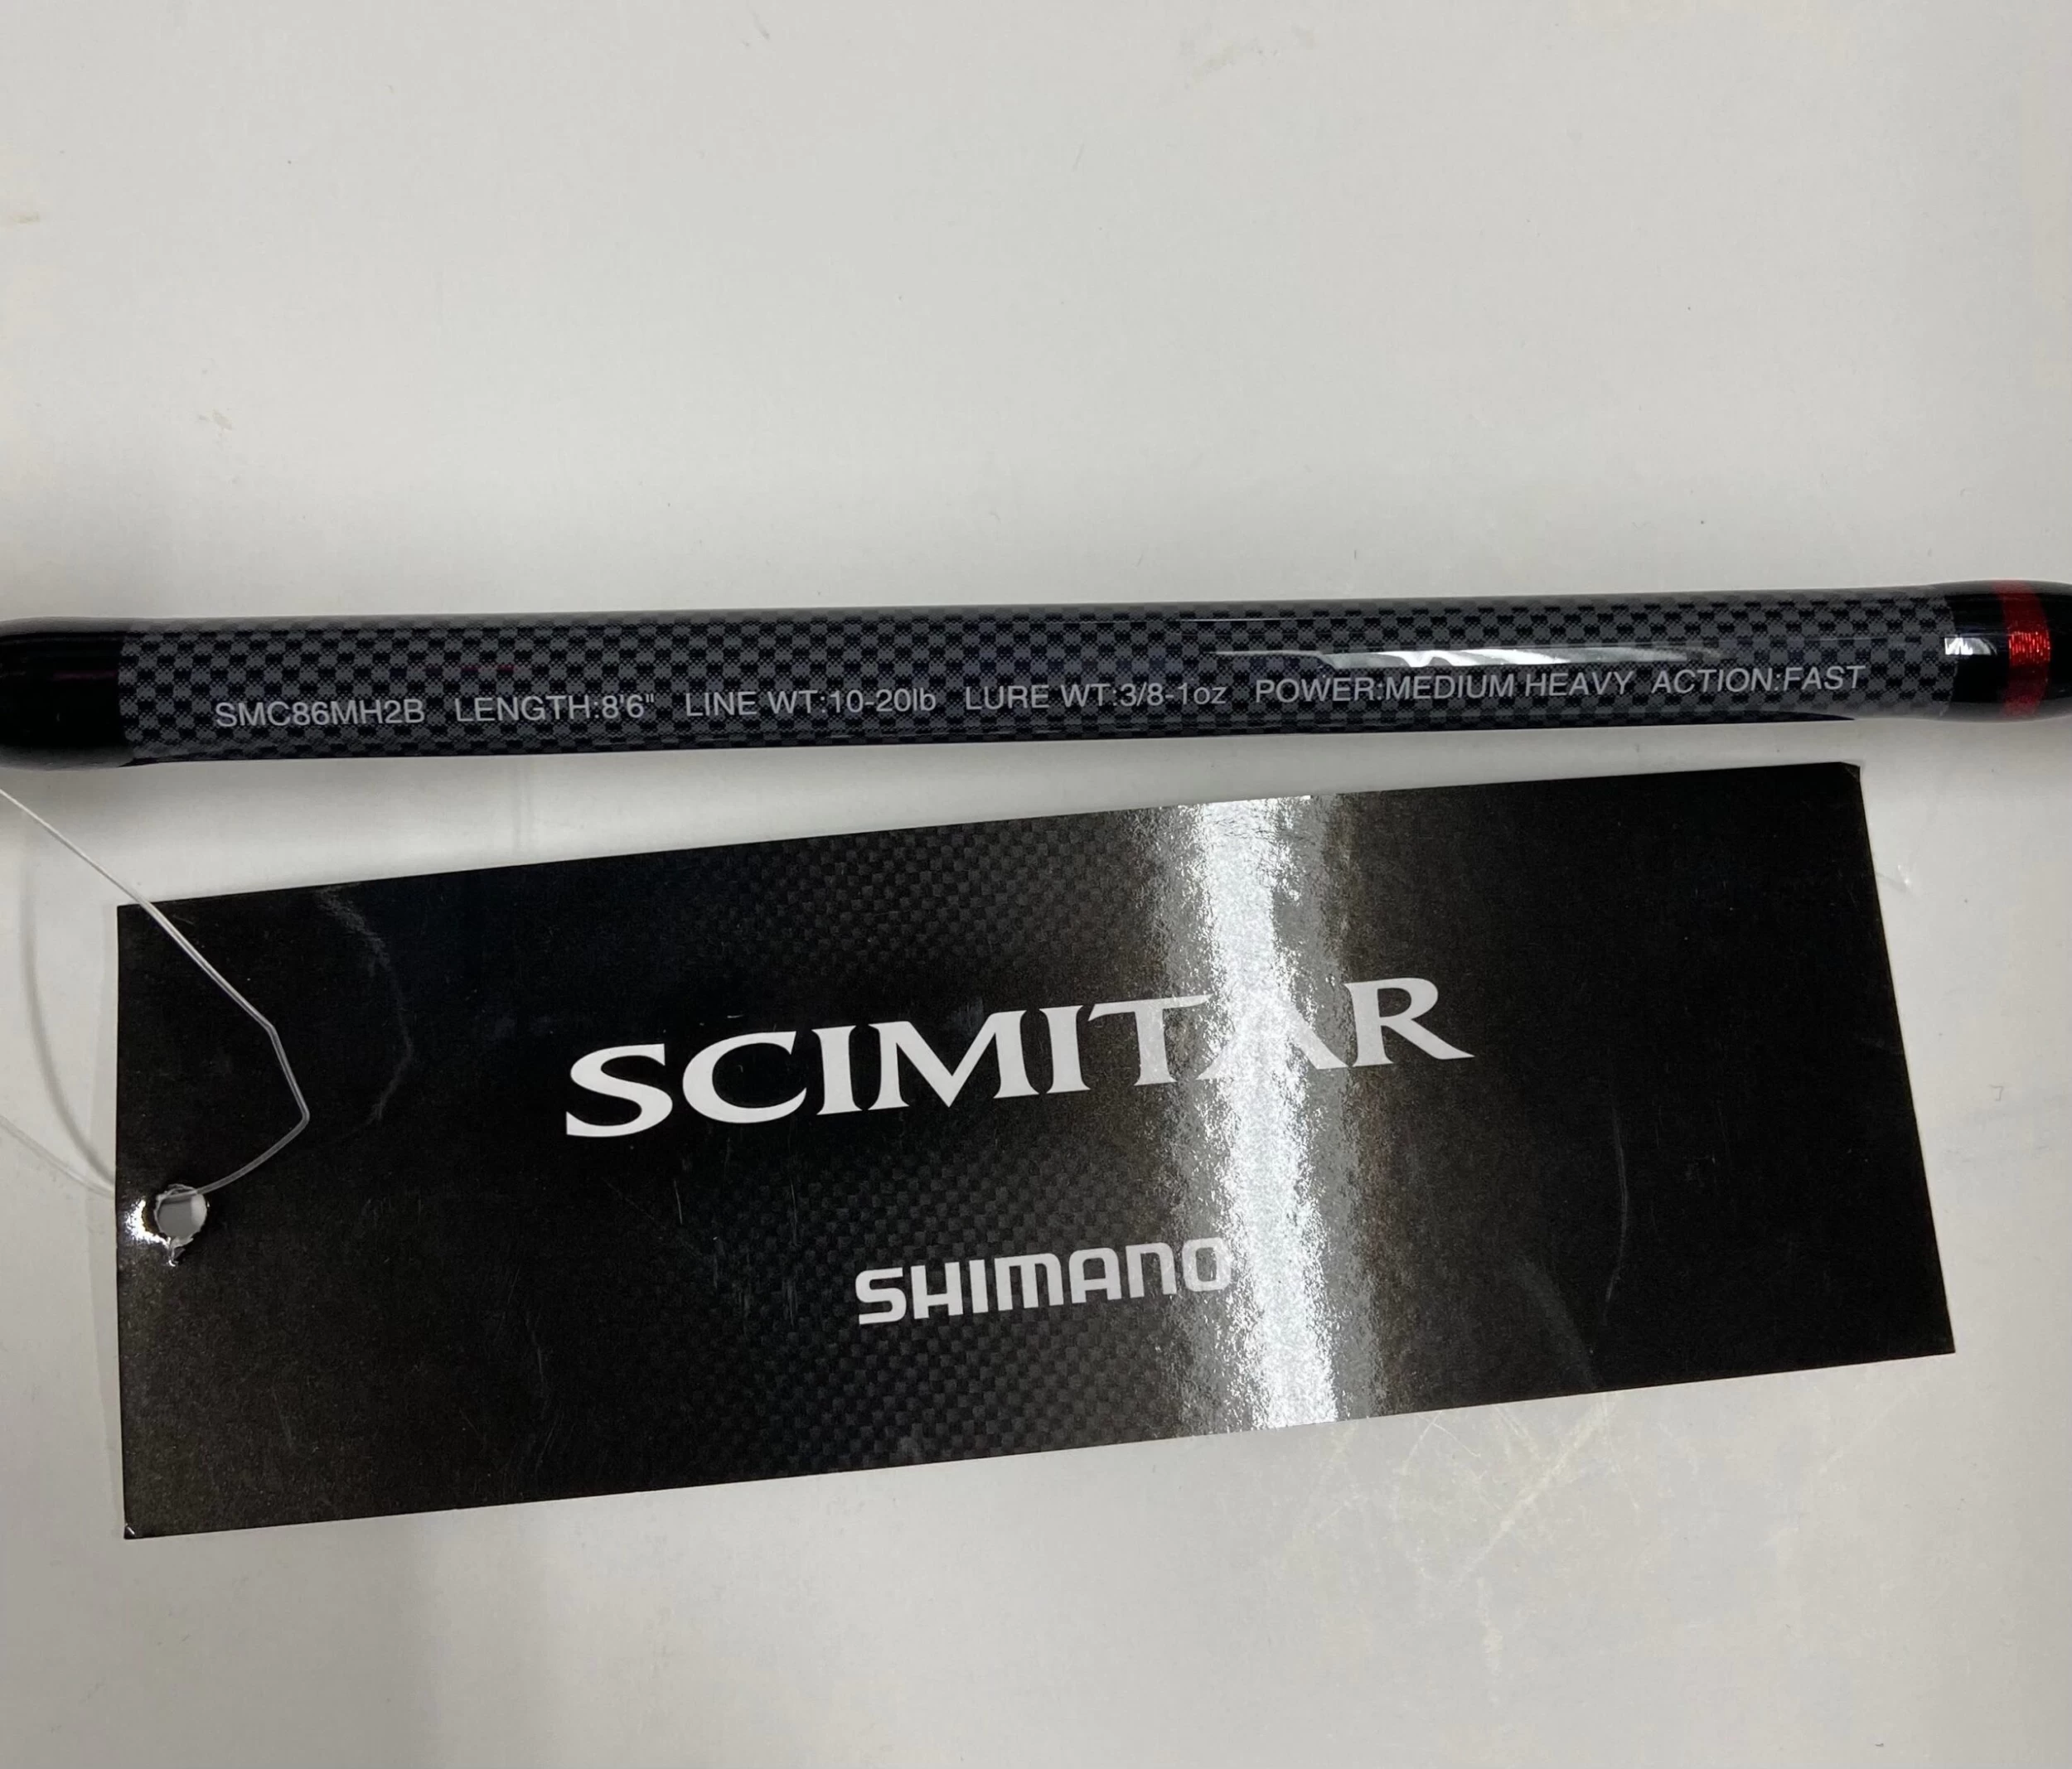 SMC86MH2B LENGTH:8'6" LINE WT:10-20lb LURE WT:3/8-1oz POWER:MEDIUM HEAVY ACTION:FAST
SCIMITAR
SHIMANO